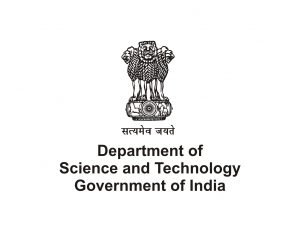 सत्यमेव जयते
Department of
Science and Technology
Government of India